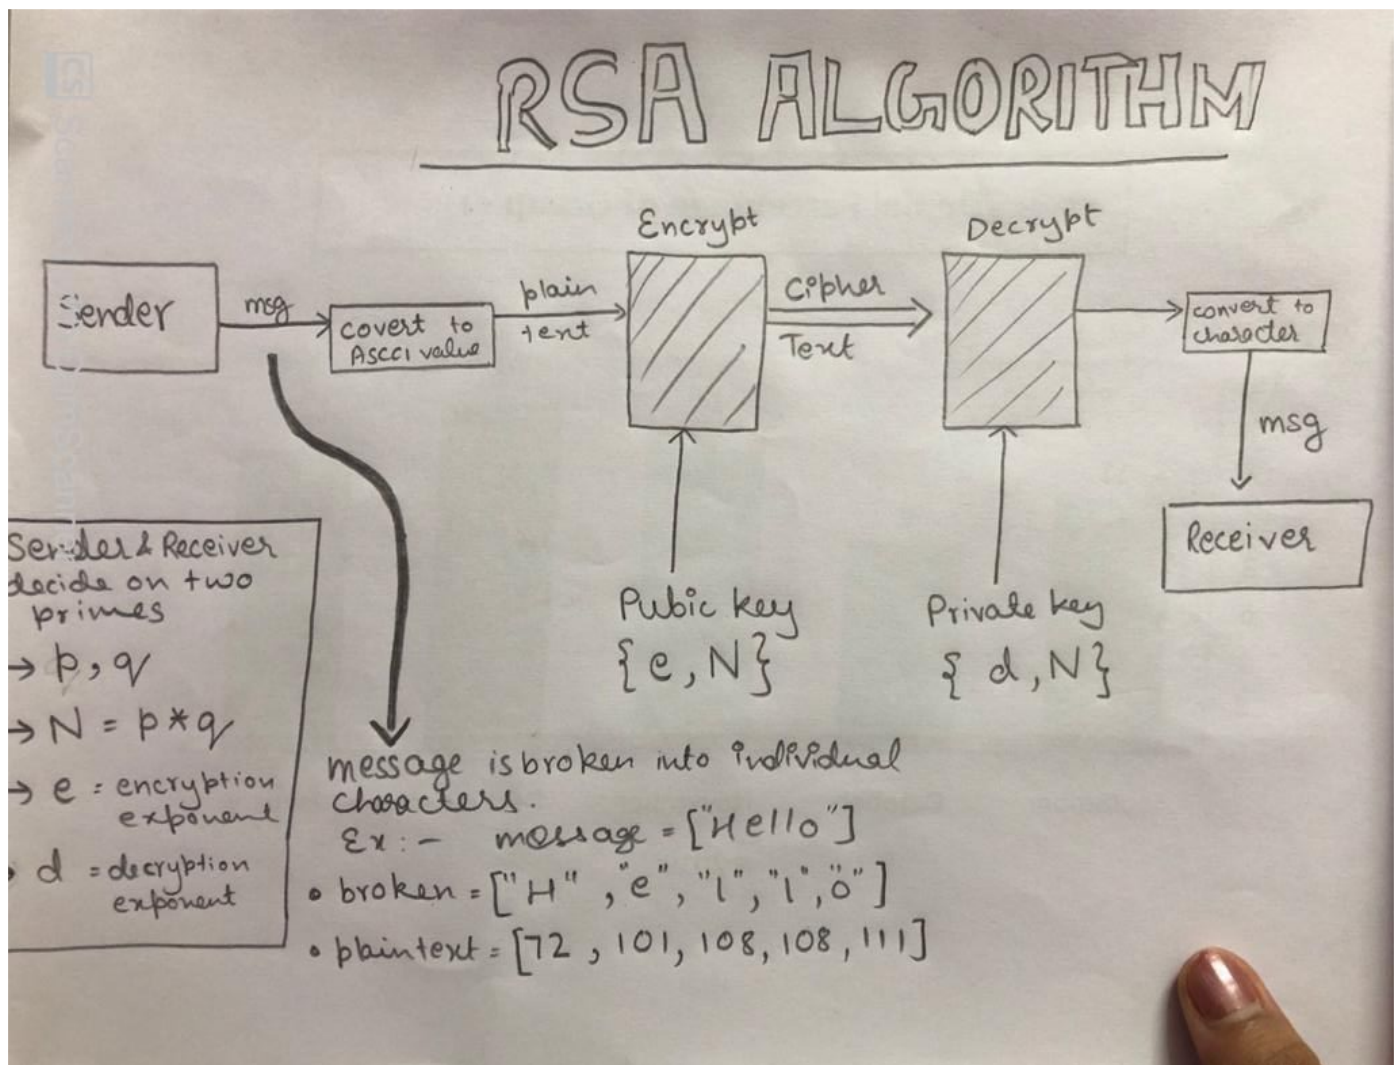 RSA ALGORITHM
Encrypt
Decrypt
Sender
msg
covert to
ASCCI value
plain
text
Cipher
Text
convert to
character
msg
Receiver
Pubic key
{e, N}
Private key
{ d, N}
Sender & Receiver
decide on two
primes
→ p, q
→ N = p*q
→ e = encryption
exponent
d = decryption
exponent
message is broken into individual
characters.
Ex :- message = ["Hello"]
• broken = ["H" , "e", "l", "l", "o"]
• plaintext = [72 , 101, 108, 108, 111]
CS